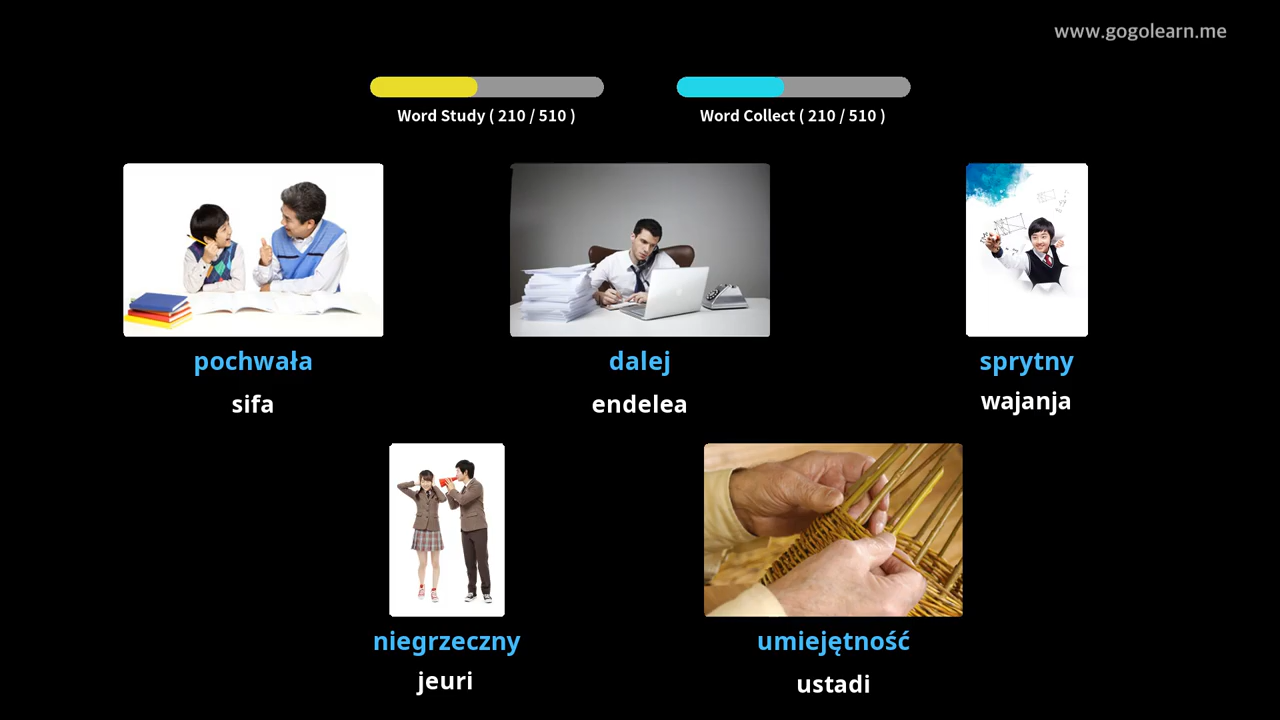 www.gogolearn.me
Word Study ( 210 / 510 )
Word Collect ( 210 / 510 )
pochwała
sifa
dalej
endelea
sprytny
wajanja
niegrzeczny
jeuri
umiejętność
ustadi